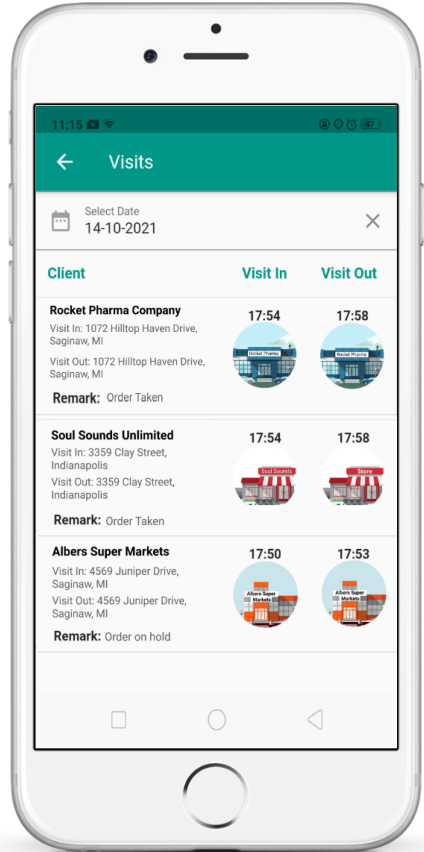 11:15
Visits
Select Date
14-10-2021
Client Visit In Visit Out
Rocket Pharma Company 17:54 17:58
Visit In: 1072 Hilltop Haven Drive,
Saginaw, MI
Visit Out: 1072 Hilltop Haven Drive,
Saginaw, MI
Rocket Pharma Rocket Pharma
Remark: Order Taken
Soul Sounds Unlimited 17:54 17:58
Visit In: 3359 Clay Street,
Indianapolis
Visit Out: 3359 Clay Street,
Indianapolis
Soul Sounds Store
Remark: Order Taken
Albers Super Markets 17:50 17:53
Visit In: 4569 Juniper Drive,
Saginaw, MI
Visit Out: 4569 Juniper Drive,
Saginaw, MI
Albers Super Albers Super
Markets Markets
Remark: Order on hold